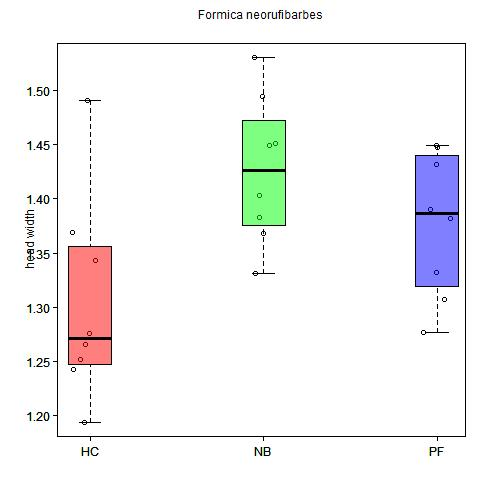 Formica neorufibarbes
head width
1.50
1.45
1.40
1.35
1.30
1.25
1.20
HC
NB
PF